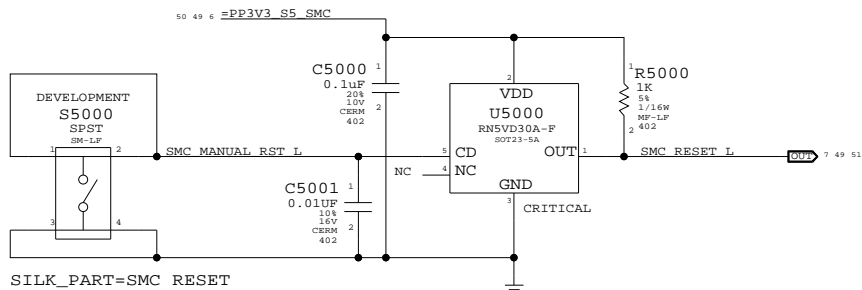 50 49 6 =PP3V3_S5_SMC
C5000
0.1uF
20%
10V
CERM
402
1
2
DEVELOPMENT
S5000
SPST
SM-LF
1
2
3
4
SMC_MANUAL_RST_L
C5001
0.01UF
10%
16V
CERM
402
1
2
NC
2
VDD
U5000
RN5VD30A-F
SOT23-5A
5
CD
4
NC
OUT
1
GND
3
CRITICAL
1
R5000
1K
5%
1/16W
MF-LF
402
2
SMC_RESET_L
OUT 7 49 51
SILK_PART=SMC RESET